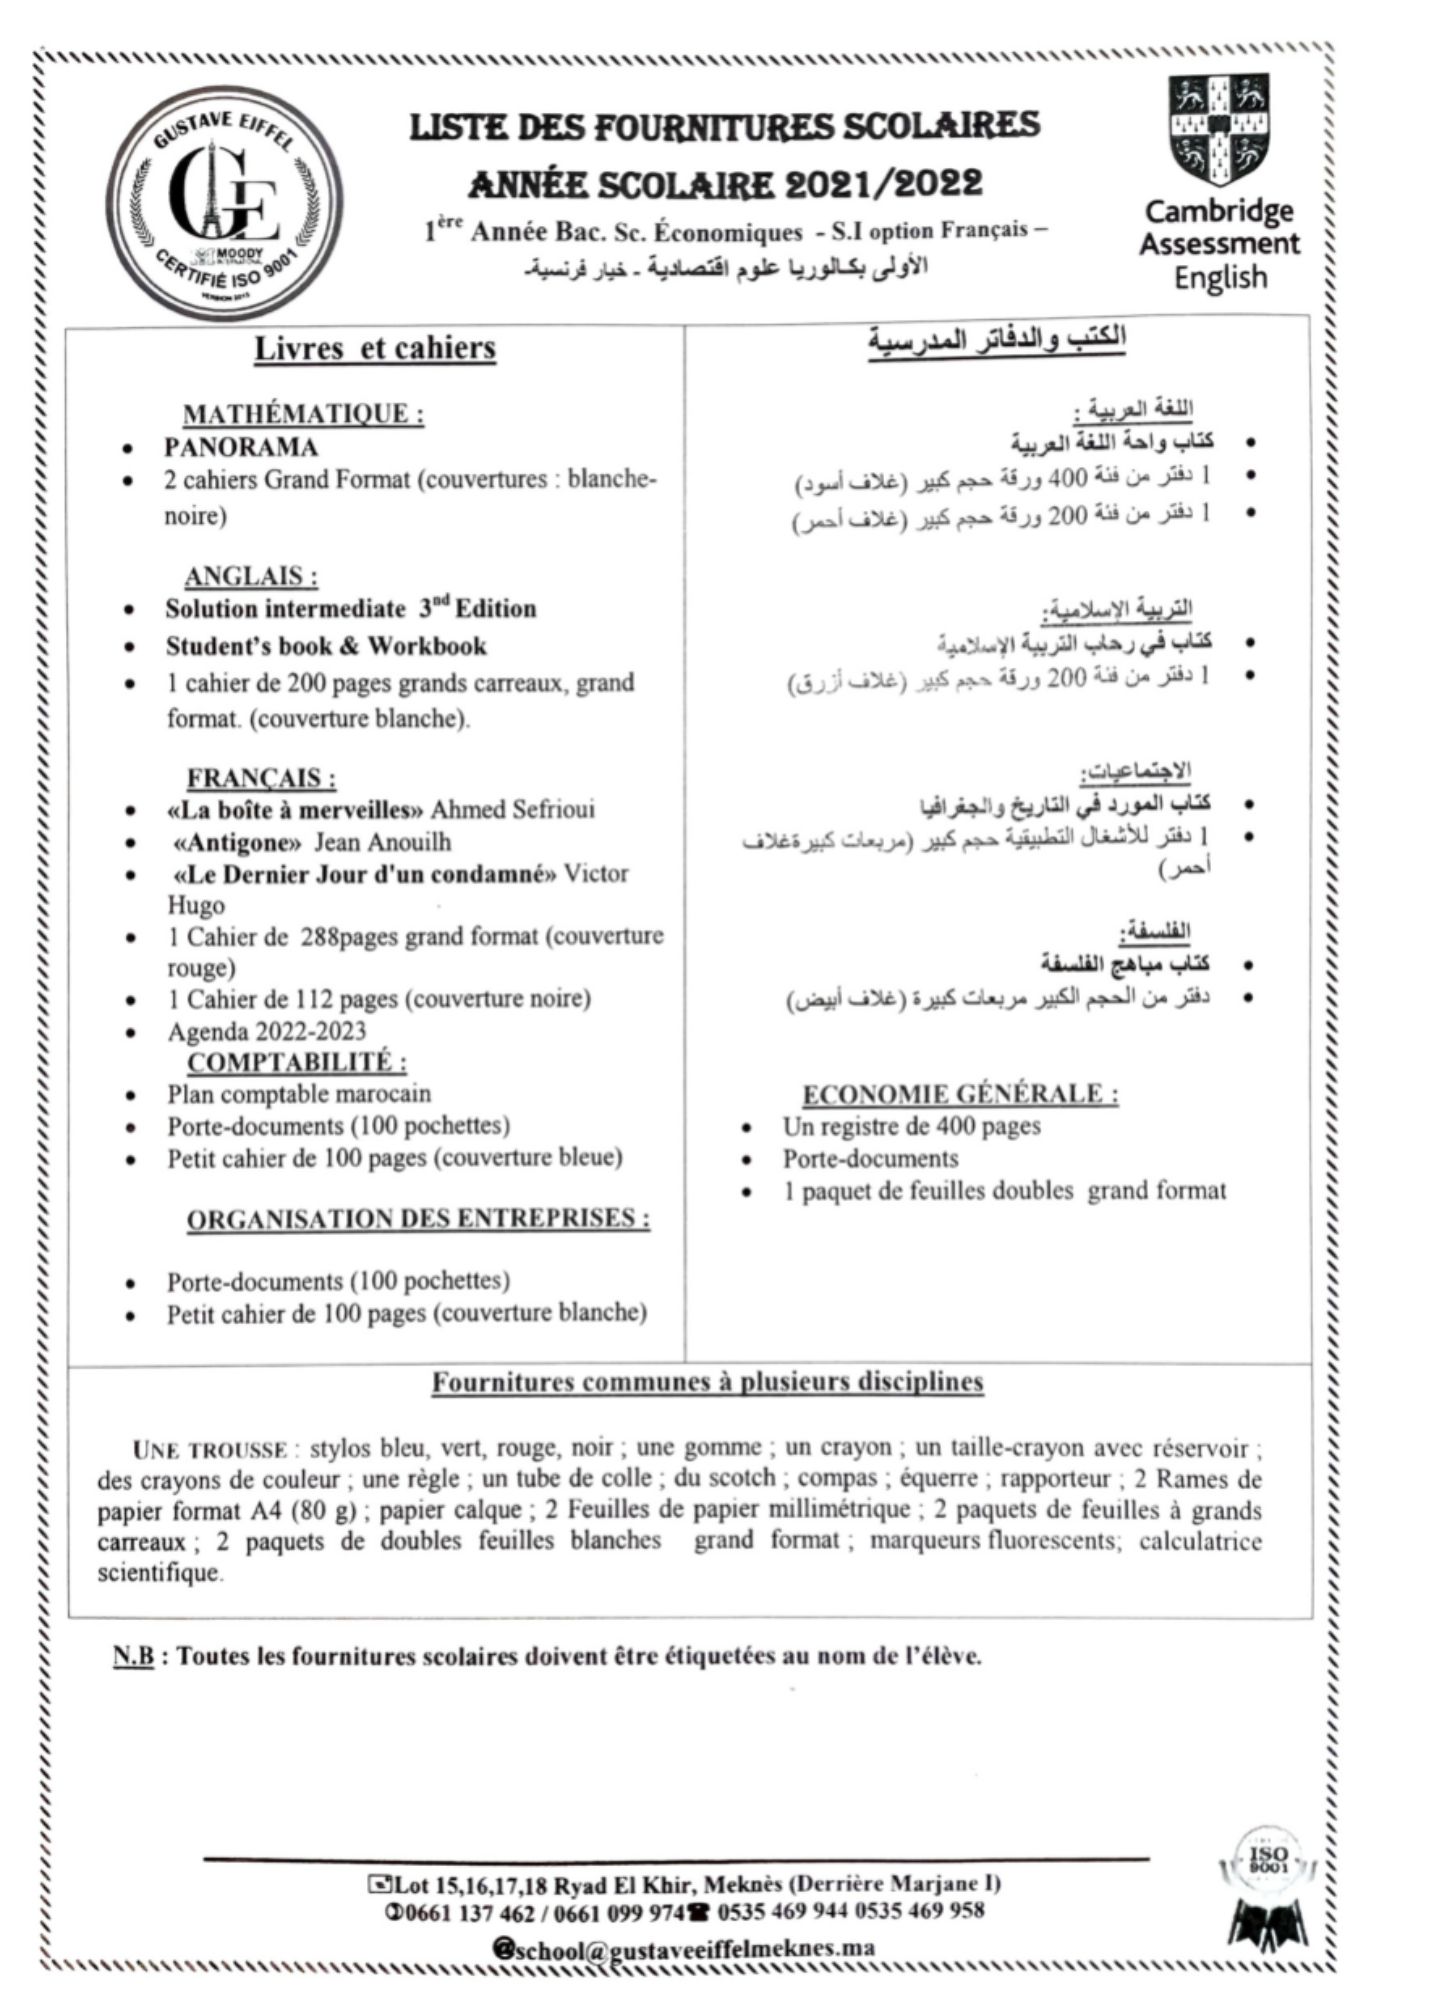 GUSTAVE EIFFEL
GE
MOODY
CERTIFIÉ ISO 9001
VERSION 2015
LISTE DES FOURNITURES SCOLAIRES
ANNÉE SCOLAIRE 2021/2022
1ère Année Bac. Sc. Économiques - S.I option Français –
الأولى بكالوريا علوم اقتصادية - خيار فرنسية-
Cambridge
Assessment
English
Livres et cahiers
MATHÉMATIQUE :
• PANORAMA
• 2 cahiers Grand Format (couvertures : blanche-
noire)
ANGLAIS :
• Solution intermediate 3nd Edition
• Student’s book & Workbook
• 1 cahier de 200 pages grands carreaux, grand
format. (couverture blanche).
FRANÇAIS :
• «La boîte à merveilles» Ahmed Sefrioui
• «Antigone» Jean Anouilh
• «Le Dernier Jour d'un condamné» Victor
Hugo
• 1 Cahier de 288pages grand format (couverture
rouge)
• 1 Cahier de 112 pages (couverture noire)
• Agenda 2022-2023
COMPTABILITÉ :
• Plan comptable marocain
• Porte-documents (100 pochettes)
• Petit cahier de 100 pages (couverture bleue)
ORGANISATION DES ENTREPRISES :
• Porte-documents (100 pochettes)
• Petit cahier de 100 pages (couverture blanche)
الكتب والدفاتر المدرسية
اللغة العربية :
• كتاب واحة اللغة العربية
• 1 دفتر من فئة 400 ورقة حجم كبير (غلاف أسود)
• 1 دفتر من فئة 200 ورقة حجم كبير (غلاف أحمر)
التربية الإسلامية:
• كتاب في رحاب التربية الإسلامية
• 1 دفتر من فئة 200 ورقة حجم كبير (غلاف أزرق)
الاجتماعيات:
• كتاب المورد في التاريخ والجغرافيا
• 1 دفتر للأشغال التطبيقية حجم كبير (مربعات كبيرةغلاف
أحمر)
الفلسفة:
• كتاب مباهج الفلسفة
• دفتر من الحجم الكبير مربعات كبيرة (غلاف أبيض)
ECONOMIE GÉNÉRALE :
• Un registre de 400 pages
• Porte-documents
• 1 paquet de feuilles doubles grand format
Fournitures communes à plusieurs disciplines
UNE TROUSSE : stylos bleu, vert, rouge, noir ; une gomme ; un crayon ; un taille-crayon avec réservoir ;
des crayons de couleur ; une règle ; un tube de colle ; du scotch ; compas ; équerre ; rapporteur ; 2 Rames de
papier format A4 (80 g) ; papier calque ; 2 Feuilles de papier millimétrique ; 2 paquets de feuilles à grands
carreaux ; 2 paquets de doubles feuilles blanches grand format ; marqueurs fluorescents; calculatrice
scientifique.
N.B : Toutes les fournitures scolaires doivent être étiquetées au nom de l’élève.
Lot 15,16,17,18 Ryad El Khir, Meknès (Derrière Marjane I)
0661 137 462 / 0661 099 974☎ 0535 469 944 0535 469 958
@school@gustaveeiffelmeknes.ma
ISO
9001